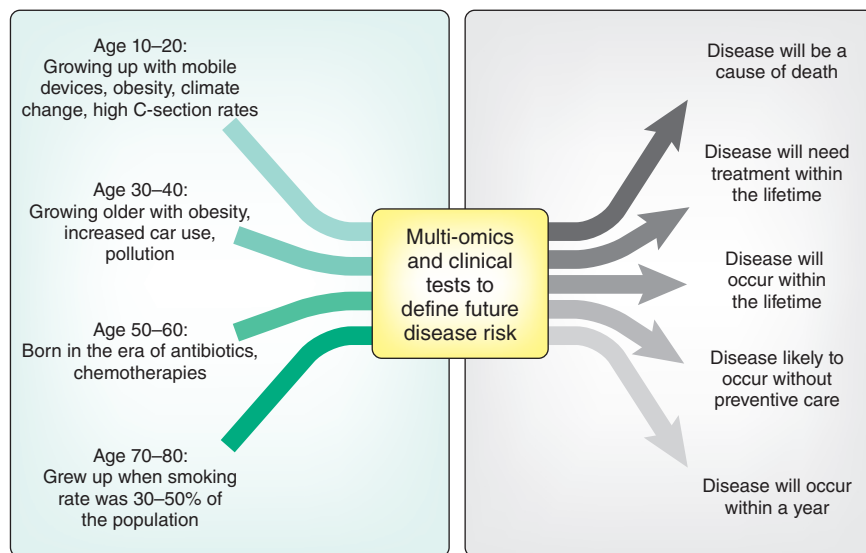 Age 10–20:
Growing up with mobile
devices, obesity, climate
change, high C-section rates
Age 30–40:
Growing older with obesity,
increased car use,
pollution
Age 50–60:
Born in the era of antibiotics,
chemotherapies
Age 70–80:
Grew up when smoking
rate was 30–50% of
the population
Multi-omics
and clinical
tests to
define future
disease risk
Disease will be a
cause of death
Disease will need
treatment within
the lifetime
Disease will
occur within
the lifetime
Disease likely to
occur without
preventive care
Disease will occur
within a year